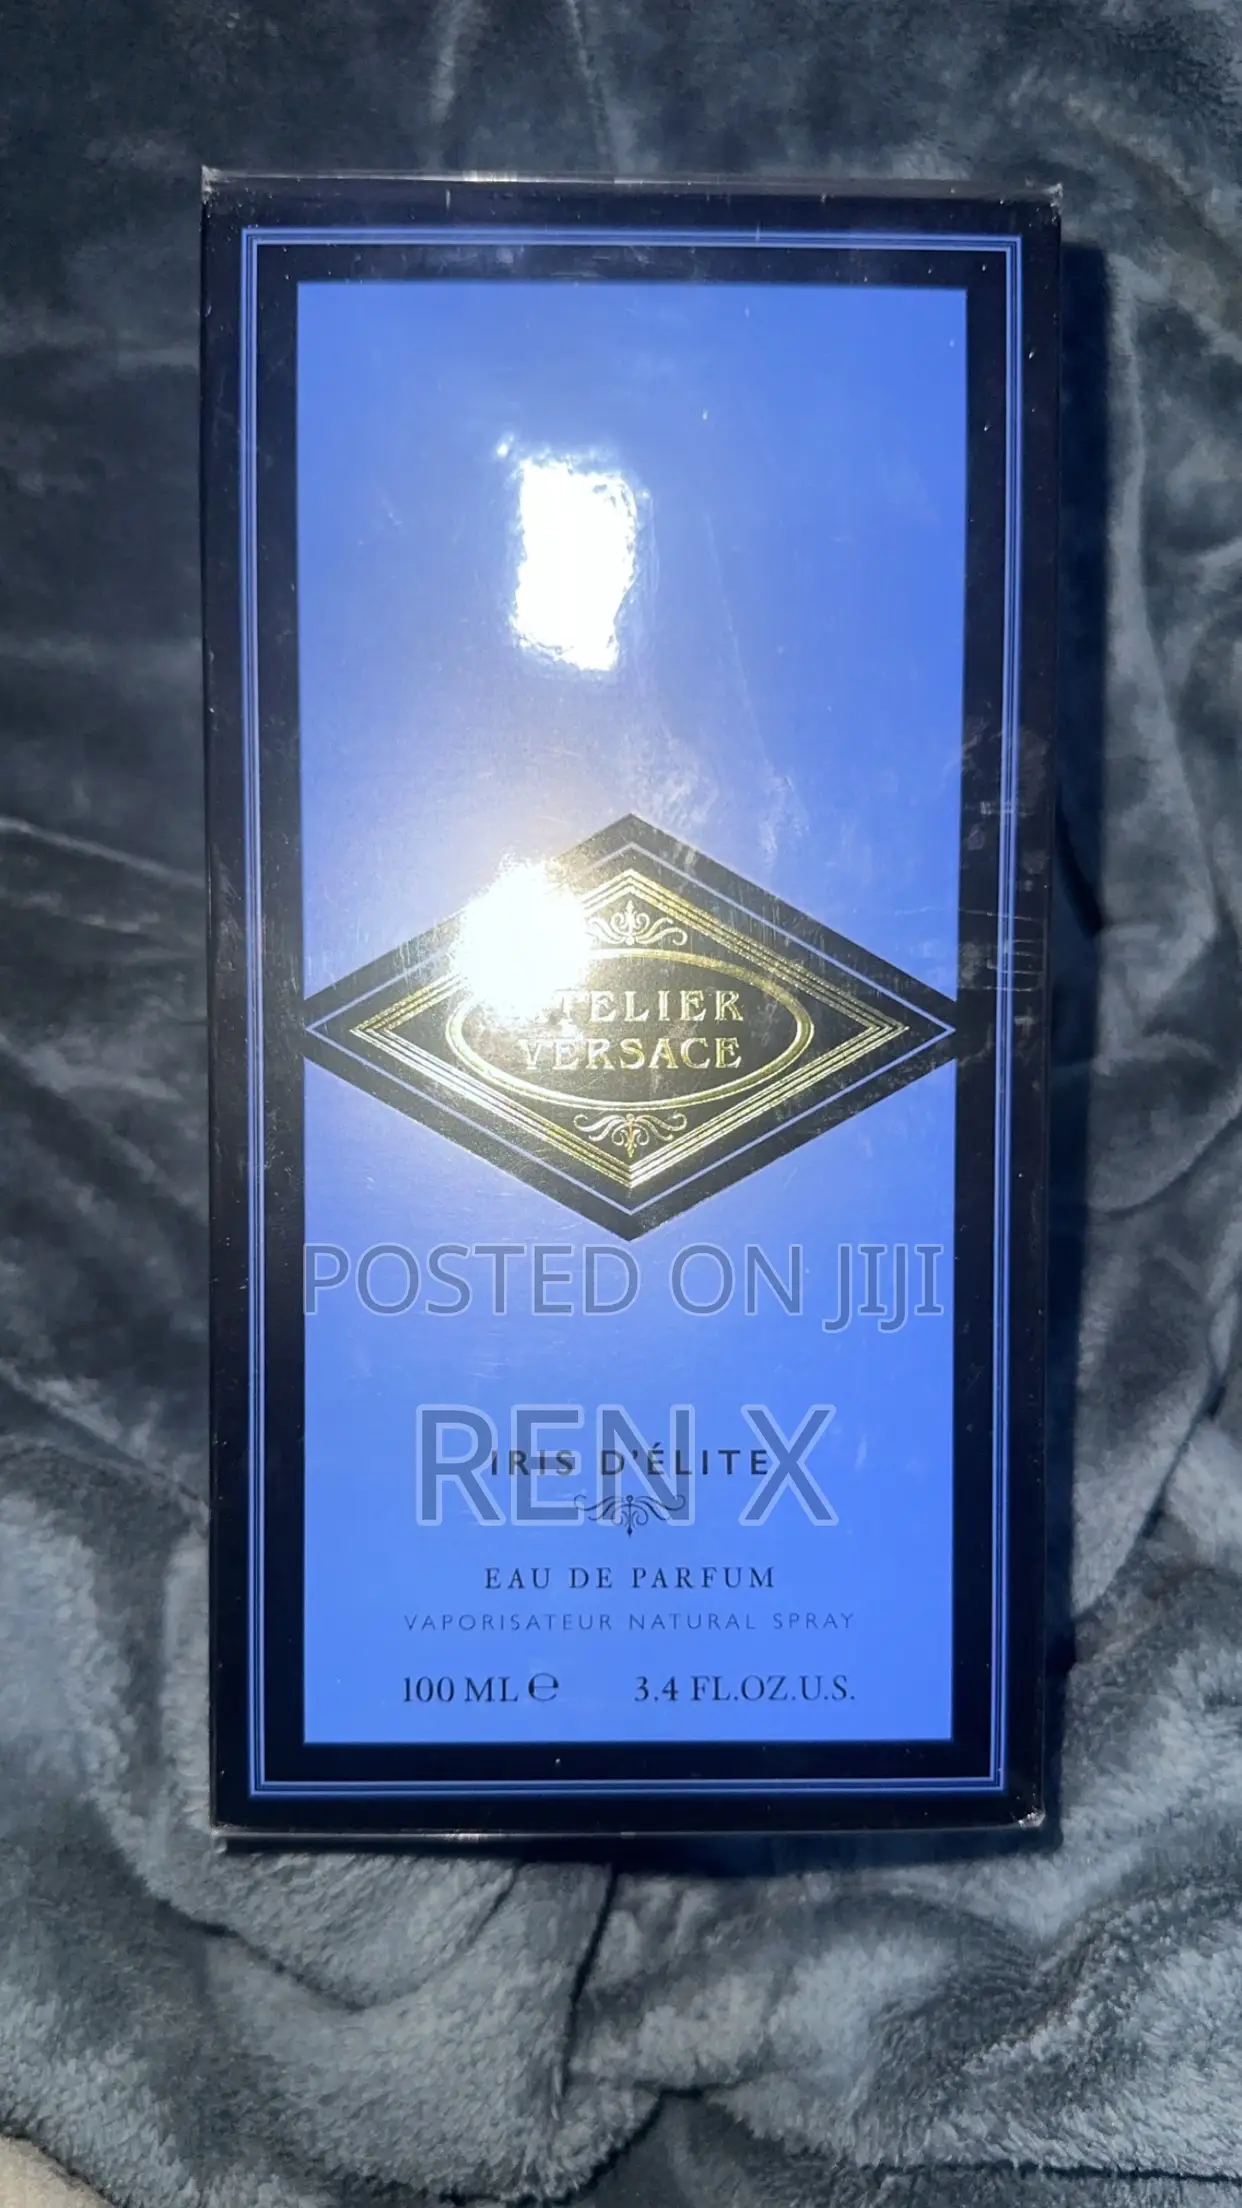 ATELIER
VERSACE
POSTED ON JIJI
REN X
IRIS D'ÉLITE
EAU DE PARFUM
VAPORISATEUR NATURAL SPRAY
100 ML ℮ 3.4 FL.OZ.U.S.